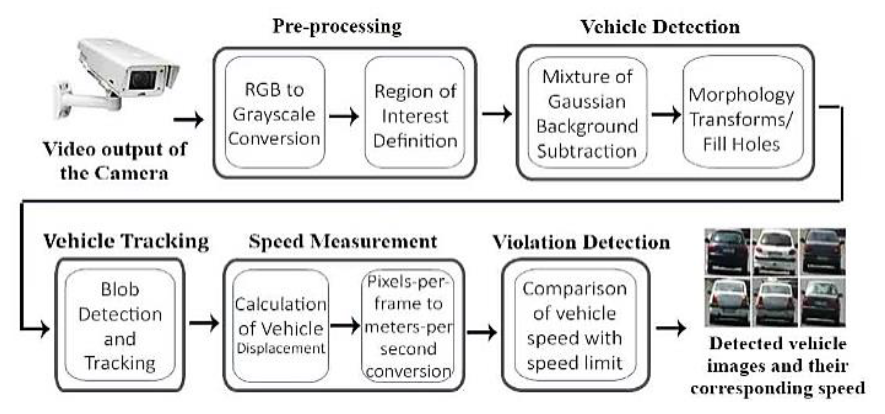 Pre-processing
Vehicle Detection
Video output of
the Camera
RGB to
Grayscale
Conversion
Region of
Interest
Definition
Mixture of
Gaussian
Background
Subtraction
Morphology
Transforms/
Fill Holes
Vehicle Tracking
Speed Measurement
Violation Detection
Blob
Detection
and
Tracking
Calculation
of Vehicle
Displacement
Pixels-per-
frame to
meters-per
second
conversion
Comparison
of vehicle
speed with
speed limit
Detected vehicle
images and their
corresponding speed